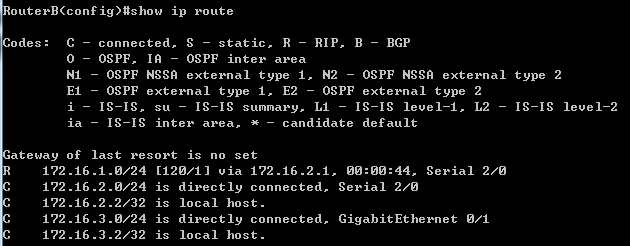 RouterB(config)#show ip route
Codes:  C - connected, S - static, R - RIP, B - BGP
O - OSPF, IA - OSPF inter area
N1 - OSPF NSSA external type 1, N2 - OSPF NSSA external type 2
E1 - OSPF external type 1, E2 - OSPF external type 2
i - IS-IS, su - IS-IS summary, L1 - IS-IS level-1, L2 - IS-IS level-2
ia - IS-IS inter area, * - candidate default
Gateway of last resort is no set
R    172.16.1.0/24 [120/1] via 172.16.2.1, 00:00:44, Serial 2/0
C    172.16.2.0/24 is directly connected, Serial 2/0
C    172.16.2.2/32 is local host.
C    172.16.3.0/24 is directly connected, GigabitEthernet 0/1
C    172.16.3.2/32 is local host.